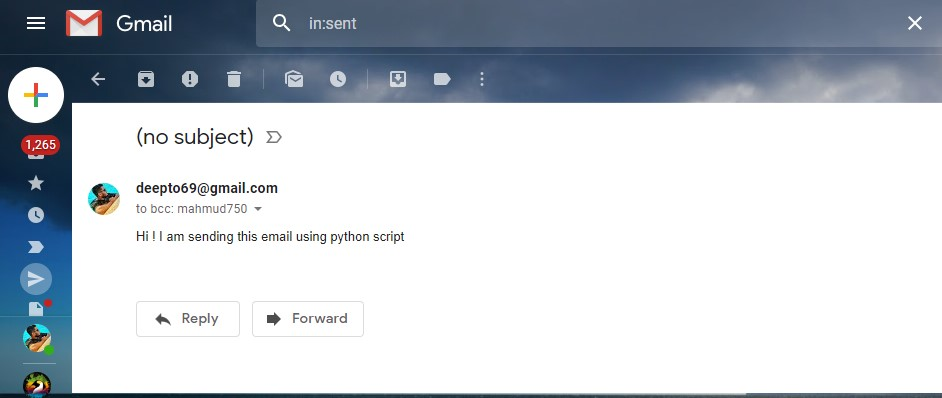 Gmail
in:sent
1,265
(no subject)
deepto69@gmail.com
to bcc: mahmud750
Hi ! I am sending this email using python script
Reply
Forward